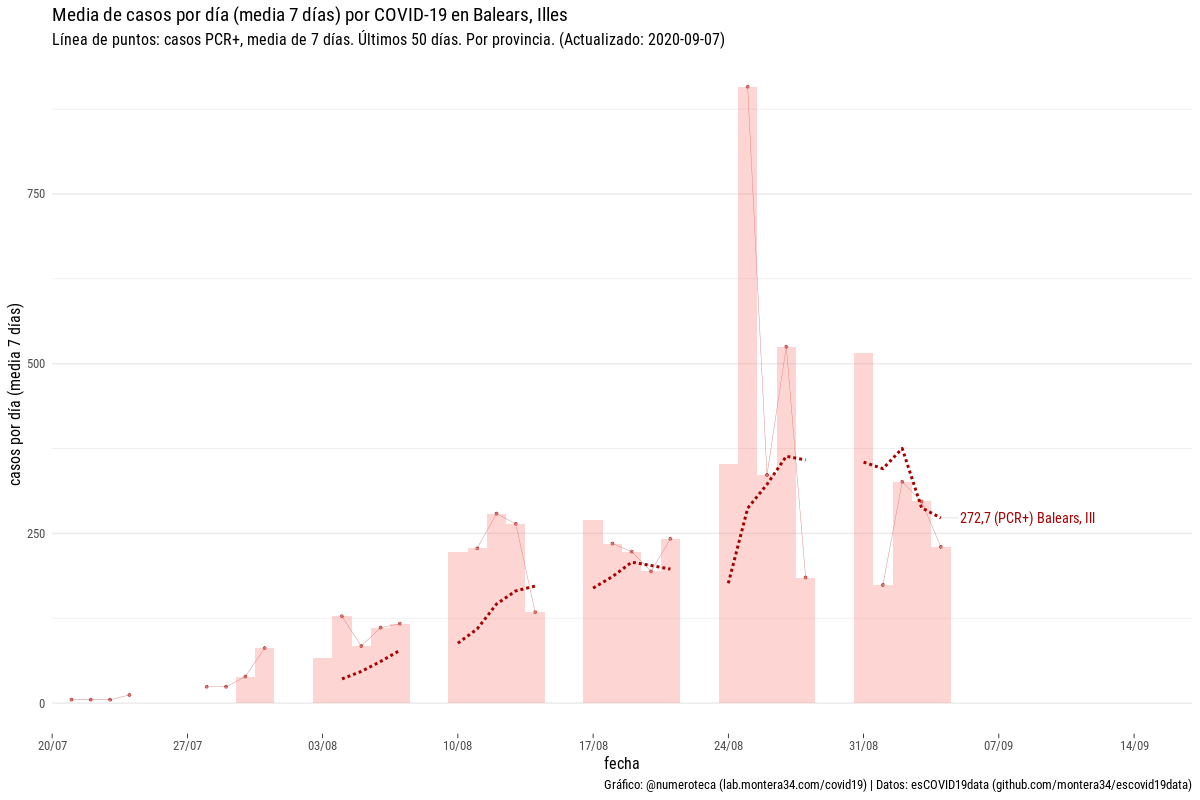 Media de casos por día (media 7 días) por COVID-19 en Balears, Illes
Línea de puntos: casos PCR+, media de 7 días. Últimos 50 días. Por provincia. (Actualizado: 2020-09-07)
casos por día (media 7 días)
750
500
250
0
272,7 (PCR+) Balears, Ill
20/07
27/07
03/08
10/08
17/08
24/08
31/08
07/09
14/09
fecha
Gráfico: @numeroteca (lab.montera34.com/covid19) | Datos: esCOVID19data (github.com/montera34/escovid19data)